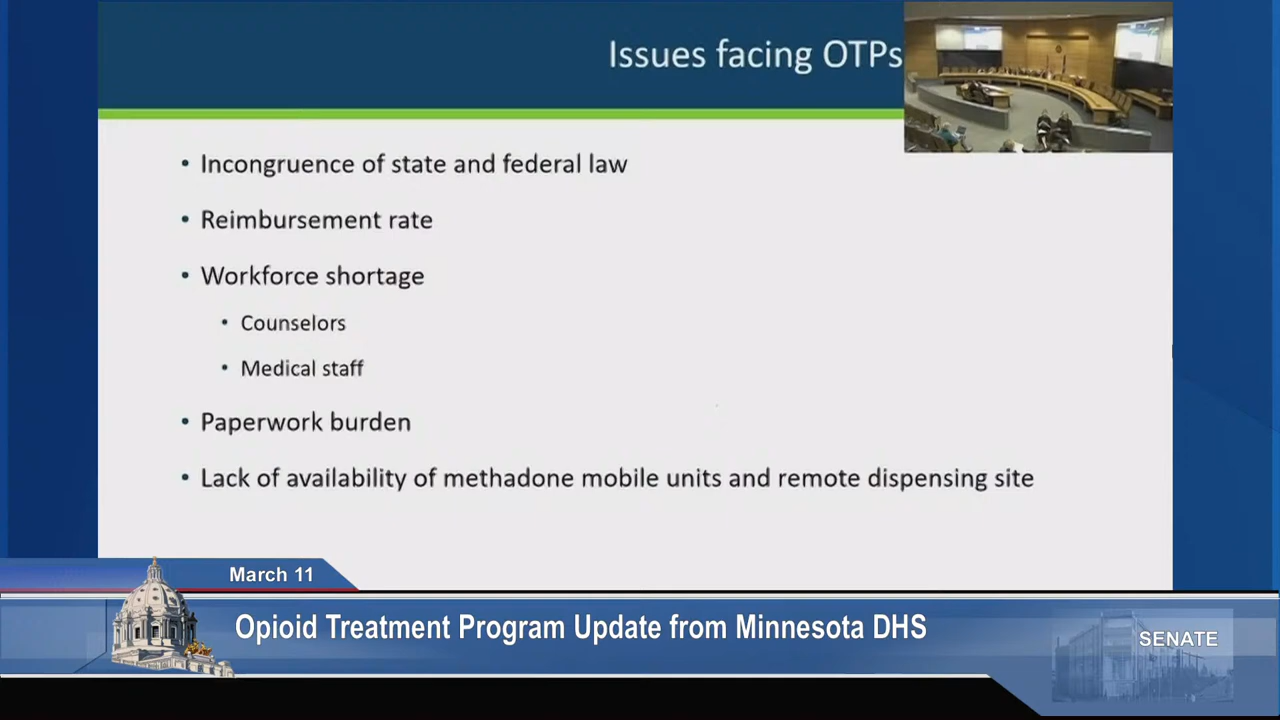 Issues facing OTPs
• Incongruence of state and federal law
• Reimbursement rate
• Workforce shortage
• Counselors
• Medical staff
• Paperwork burden
• Lack of availability of methadone mobile units and remote dispensing site
March 11
Opioid Treatment Program Update from Minnesota DHS
SENATE